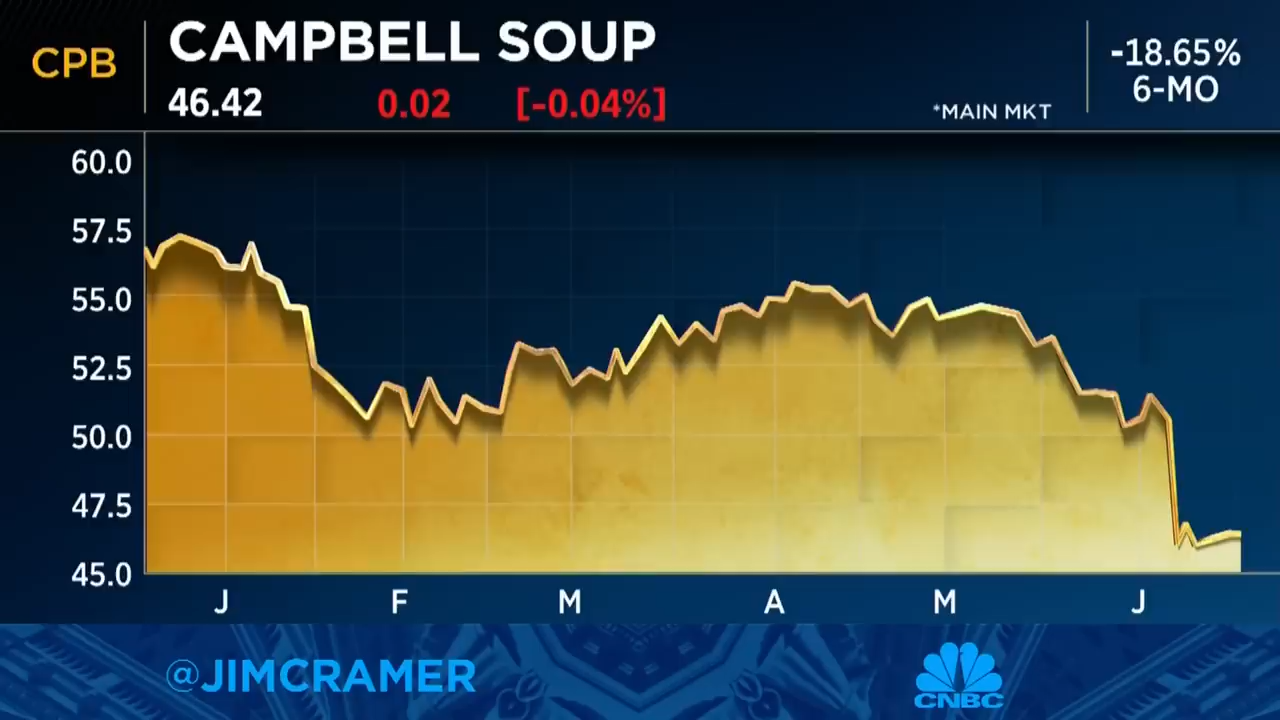 CPB
CAMPBELL SOUP
46.42 0.02 [-0.04%]
*MAIN MKT
-18.65%
6-MO
60.0
57.5
55.0
52.5
50.0
47.5
45.0
J F M A M J
@JIMCRAMER
CNBC